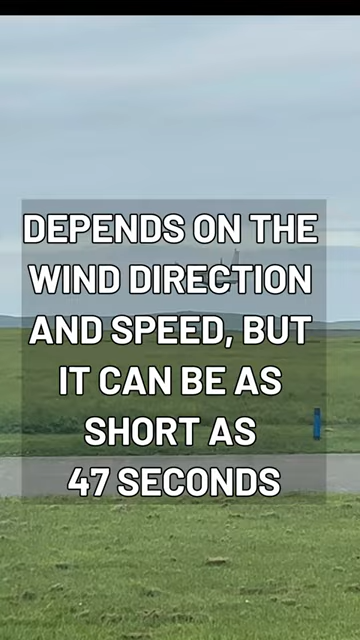 DEPENDS ON THE
WIND DIRECTION
AND SPEED, BUT
IT CAN BE AS
SHORT AS
47 SECONDS